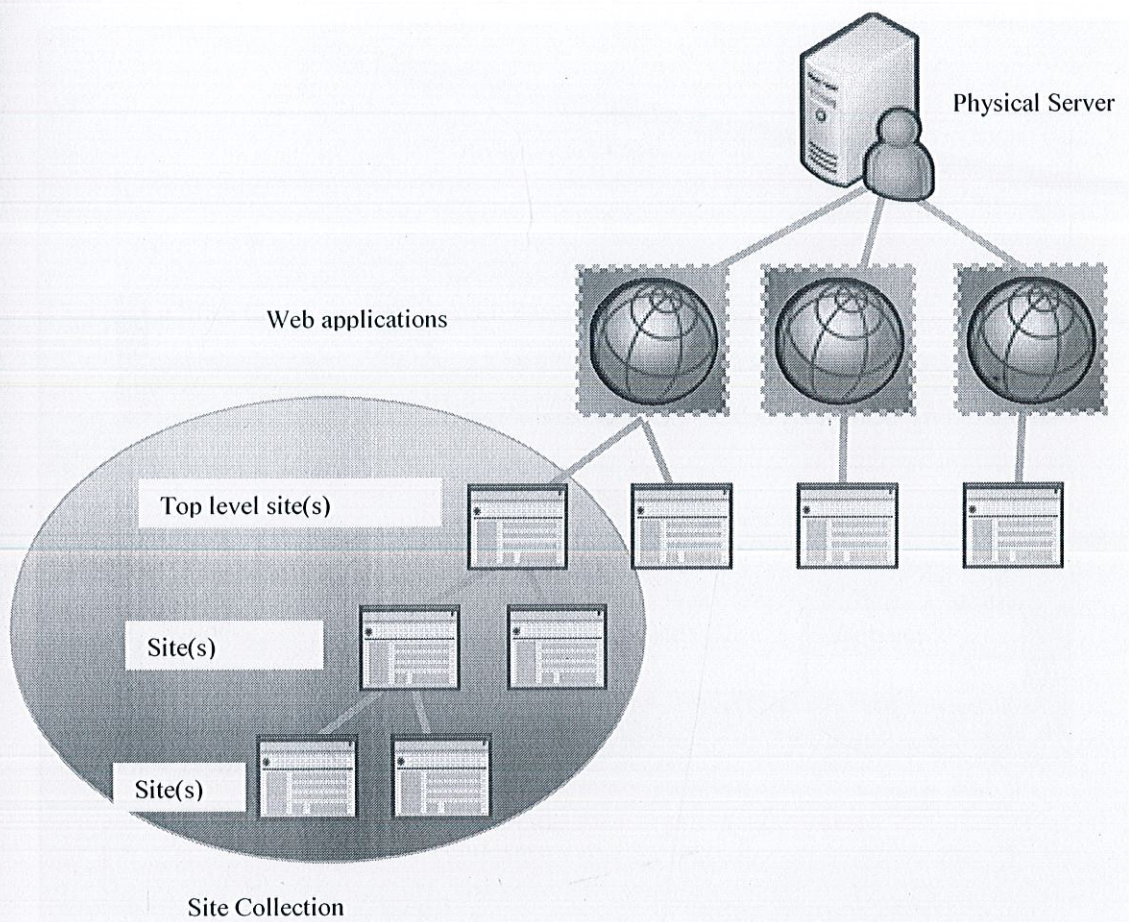 Physical Server
Web applications
Top level site(s)
Site(s)
Site(s)
Site Collection